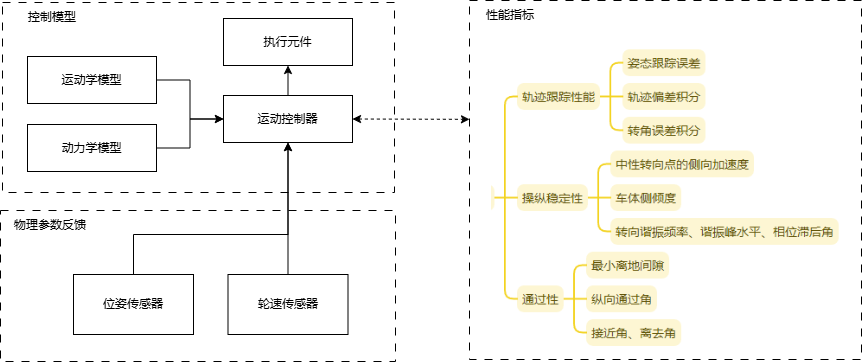 控制模型
执行元件
运动学模型
运动控制器
动力学模型
物理参数反馈
位姿传感器
轮速传感器
性能指标
轨迹跟踪性能
姿态跟踪误差
轨迹偏差积分
转角误差积分
操纵稳定性
中性转向点的侧向加速度
车体侧倾度
转向谐振频率、谐振峰水平、相位滞后角
通过性
最小离地间隙
纵向通过角
接近角、离去角